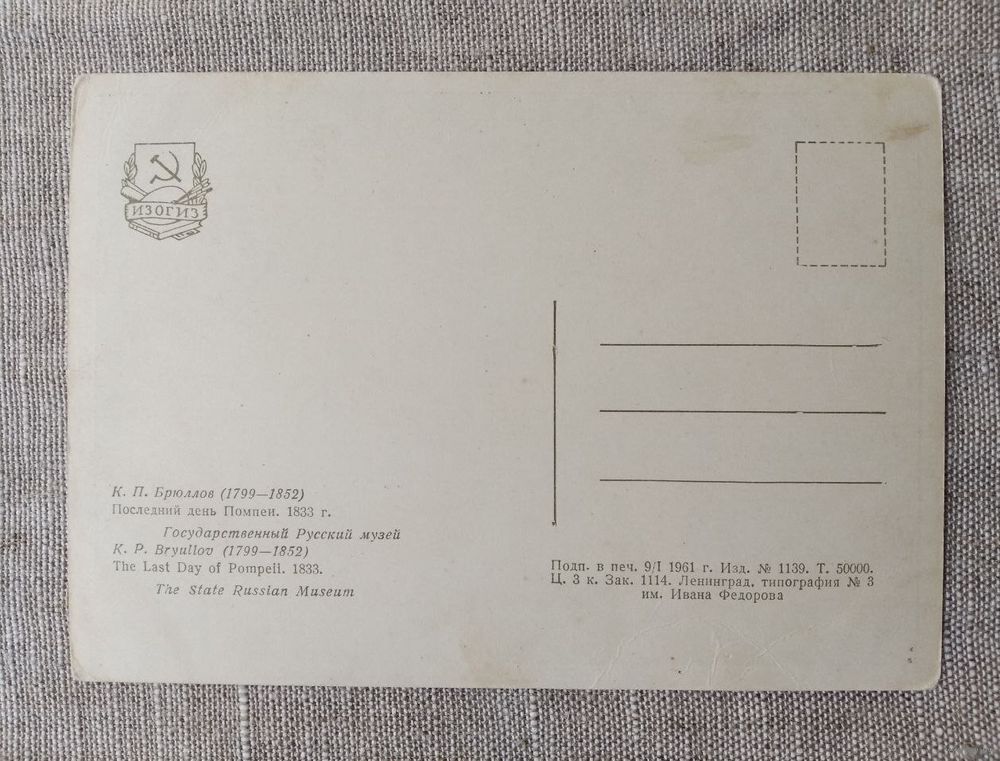 ИЗОГИЗ
К. П. Брюллов (1799—1852)
Последний день Помпеи. 1833 г.
Государственный Русский музей
K. P. Bryullov (1799—1852)
The Last Day of Pompeii. 1833.
The State Russian Museum
Подп. в печ. 9/I 1961 г. Изд. № 1139. Т. 50000.
Ц. 3 к. Зак. 1114. Ленинград, типография № 3
им. Ивана Федорова